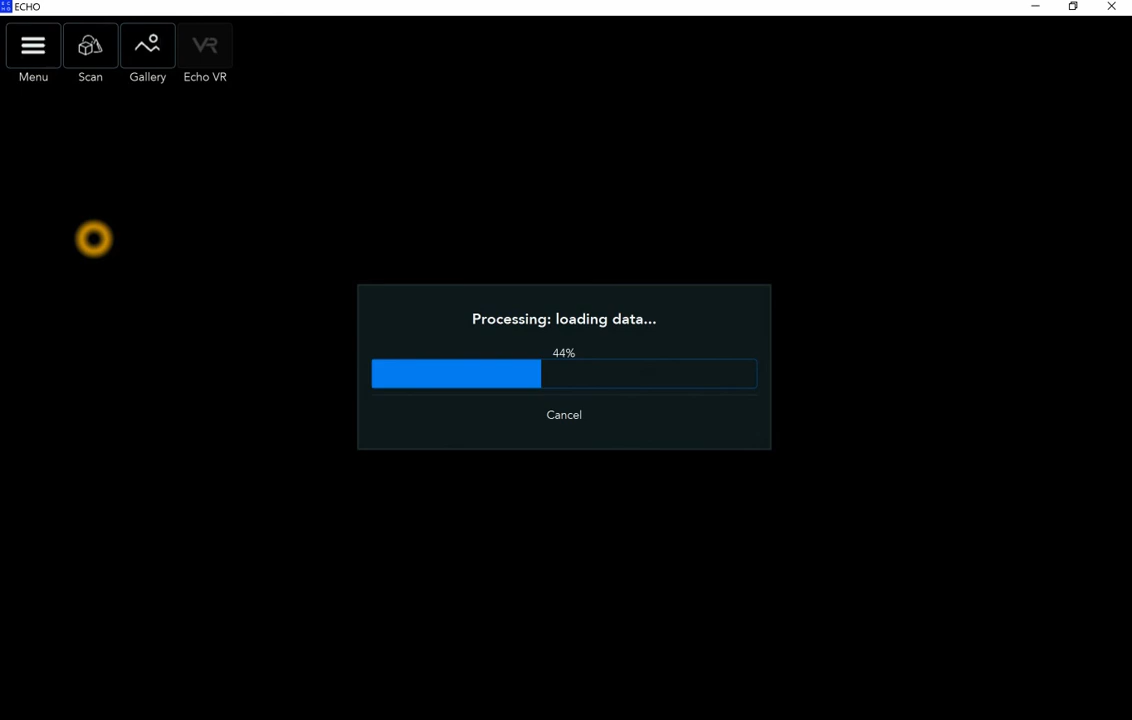 ECHO
VR
Menu
Scan
Gallery
Echo VR
Processing: loading data...
44%
Cancel